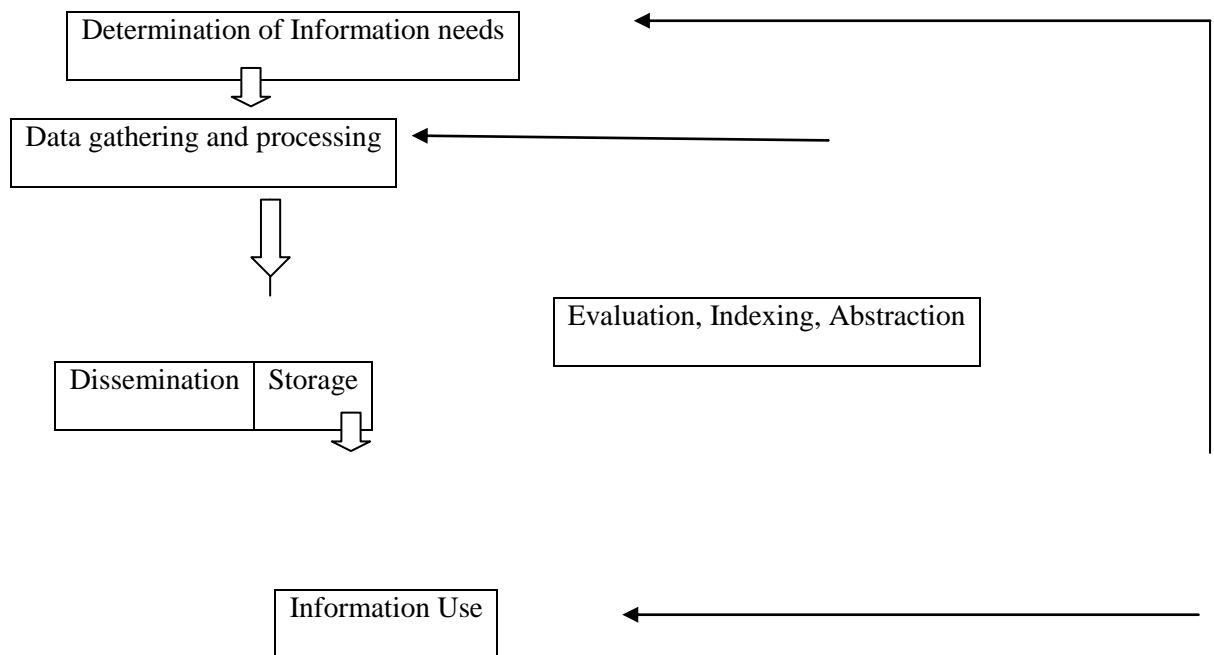 Determination of Information needs
Data gathering and processing
Evaluation, Indexing, Abstraction
Dissemination Storage
Information Use